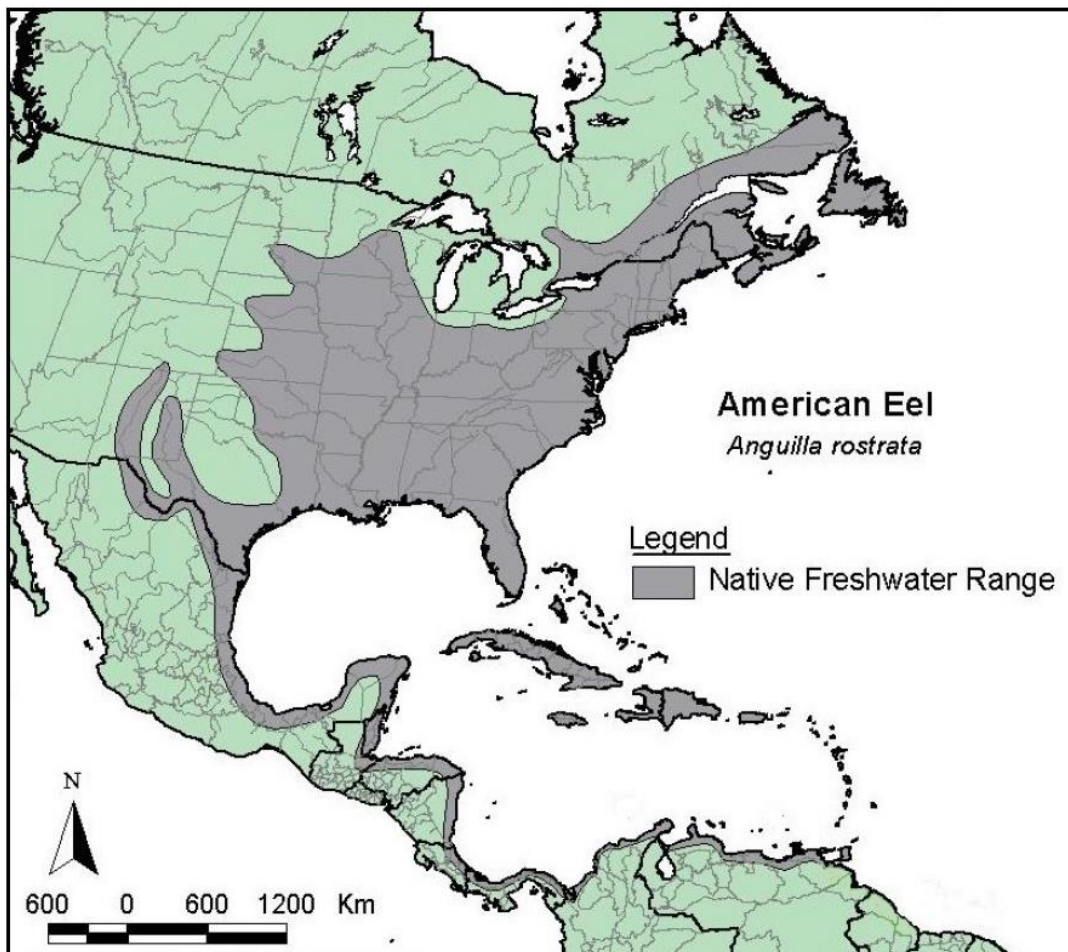 American Eel
Anguilla rostrata
Legend
Native Freshwater Range
N
600 0 600 1200 Km